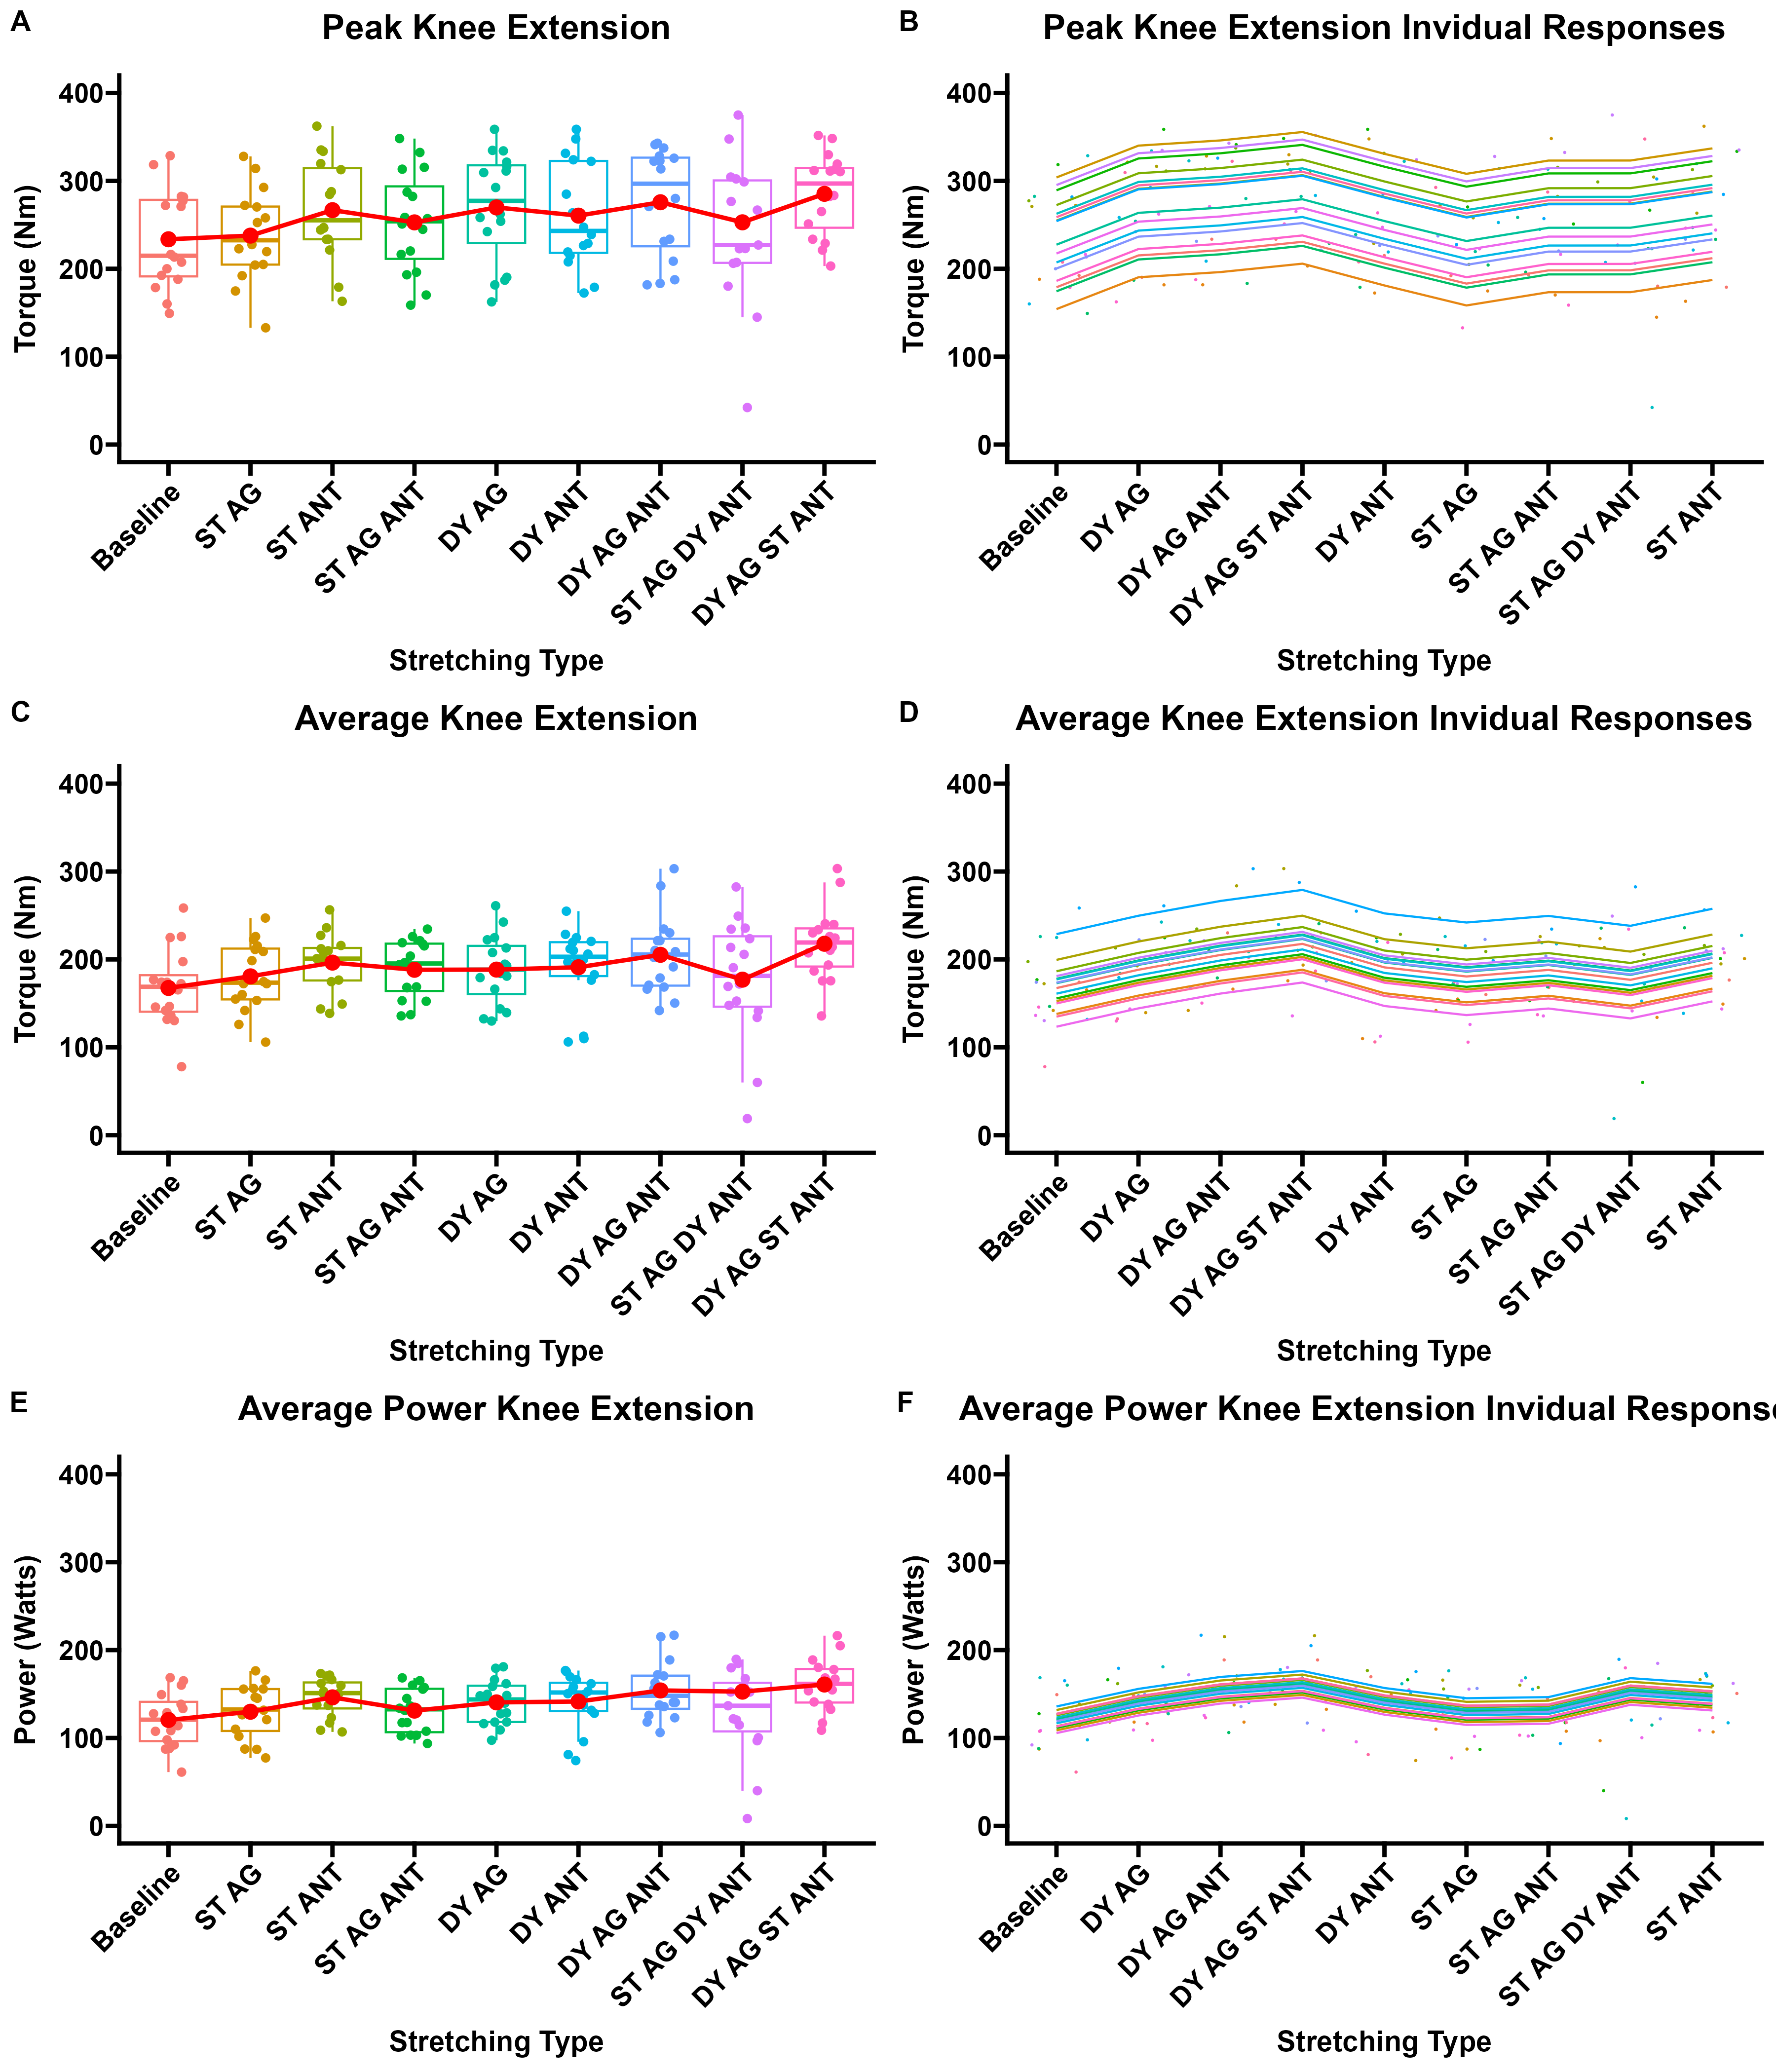 A
Peak Knee Extension
Torque (Nm)
400
300
200
100
0
Baseline
ST AG
ST ANT
ST AG ANT
DY AG
DY ANT
DY AG ANT
ST AG DY ANT
DY AG ST ANT
Stretching Type
B
Peak Knee Extension Invidual Responses
Torque (Nm)
400
300
200
100
0
Baseline
DY AG
DY AG ANT
DY AG ST ANT
DY ANT
ST AG
ST AG ANT
ST AG DY ANT
ST ANT
Stretching Type
C
Average Knee Extension
Torque (Nm)
400
300
200
100
0
Baseline
ST AG
ST ANT
ST AG ANT
DY AG
DY ANT
DY AG ANT
ST AG DY ANT
DY AG ST ANT
Stretching Type
D
Average Knee Extension Invidual Responses
Torque (Nm)
400
300
200
100
0
Baseline
DY AG
DY AG ANT
DY AG ST ANT
DY ANT
ST AG
ST AG ANT
ST AG DY ANT
ST ANT
Stretching Type
E
Average Power Knee Extension
Power (Watts)
400
300
200
100
0
Baseline
ST AG
ST ANT
ST AG ANT
DY AG
DY ANT
DY AG ANT
ST AG DY ANT
DY AG ST ANT
Stretching Type
F
Average Power Knee Extension Invidual Respons
Power (Watts)
400
300
200
100
0
Baseline
DY AG
DY AG ANT
DY AG ST ANT
DY ANT
ST AG
ST AG ANT
ST AG DY ANT
ST ANT
Stretching Type